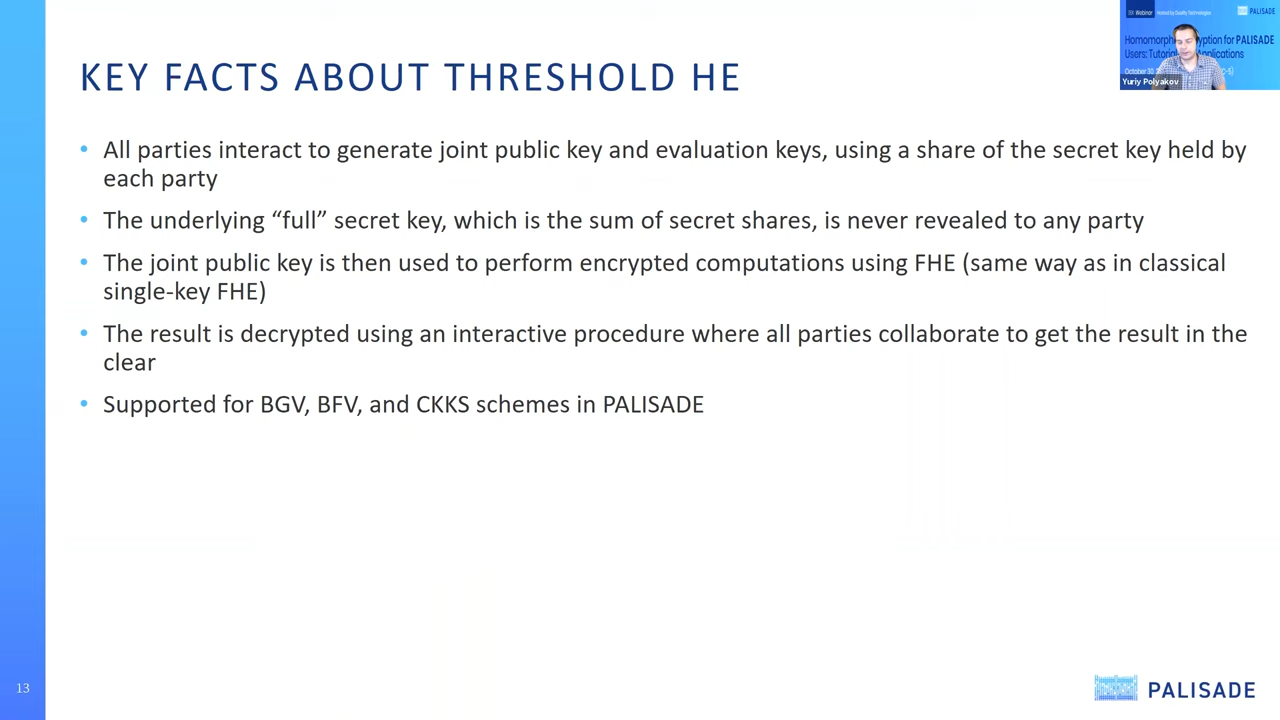 KEY FACTS ABOUT THRESHOLD HE
• All parties interact to generate joint public key and evaluation keys, using a share of the secret key held by
each party
• The underlying “full” secret key, which is the sum of secret shares, is never revealed to any party
• The joint public key is then used to perform encrypted computations using FHE (same way as in classical
single-key FHE)
• The result is decrypted using an interactive procedure where all parties collaborate to get the result in the
clear
• Supported for BGV, BFV, and CKKS schemes in PALISADE
13
PALISADE
Webinar
Hosted by Duality Technologies
PALISADE
for PALISADE
Users:
October 30
Yuriy Polyakov